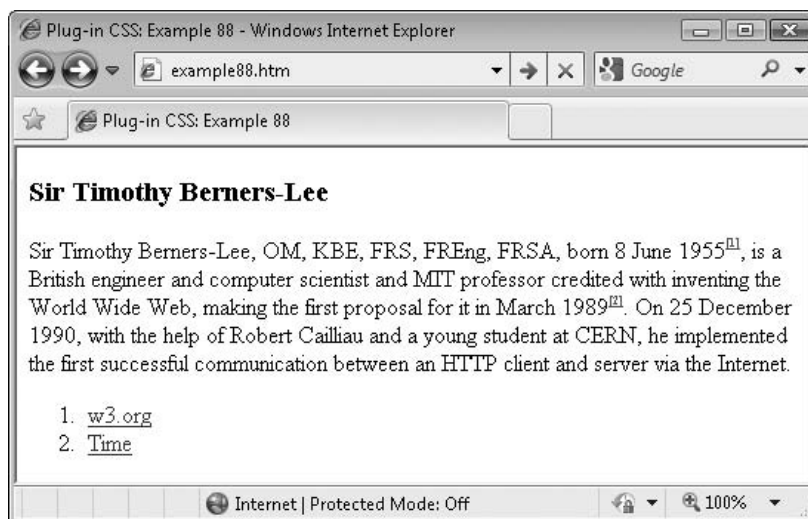 Plug-in CSS: Example 88 - Windows Internet Explorer
example88.htm
Google
Plug-in CSS: Example 88
Sir Timothy Berners-Lee
Sir Timothy Berners-Lee, OM, KBE, FRS, FREng, FRSA, born 8 June 1955[1], is a
British engineer and computer scientist and MIT professor credited with inventing the
World Wide Web, making the first proposal for it in March 1989[2]. On 25 December
1990, with the help of Robert Cailliau and a young student at CERN, he implemented
the first successful communication between an HTTP client and server via the Internet.
1. w3.org
2. Time
Internet | Protected Mode: Off
100%